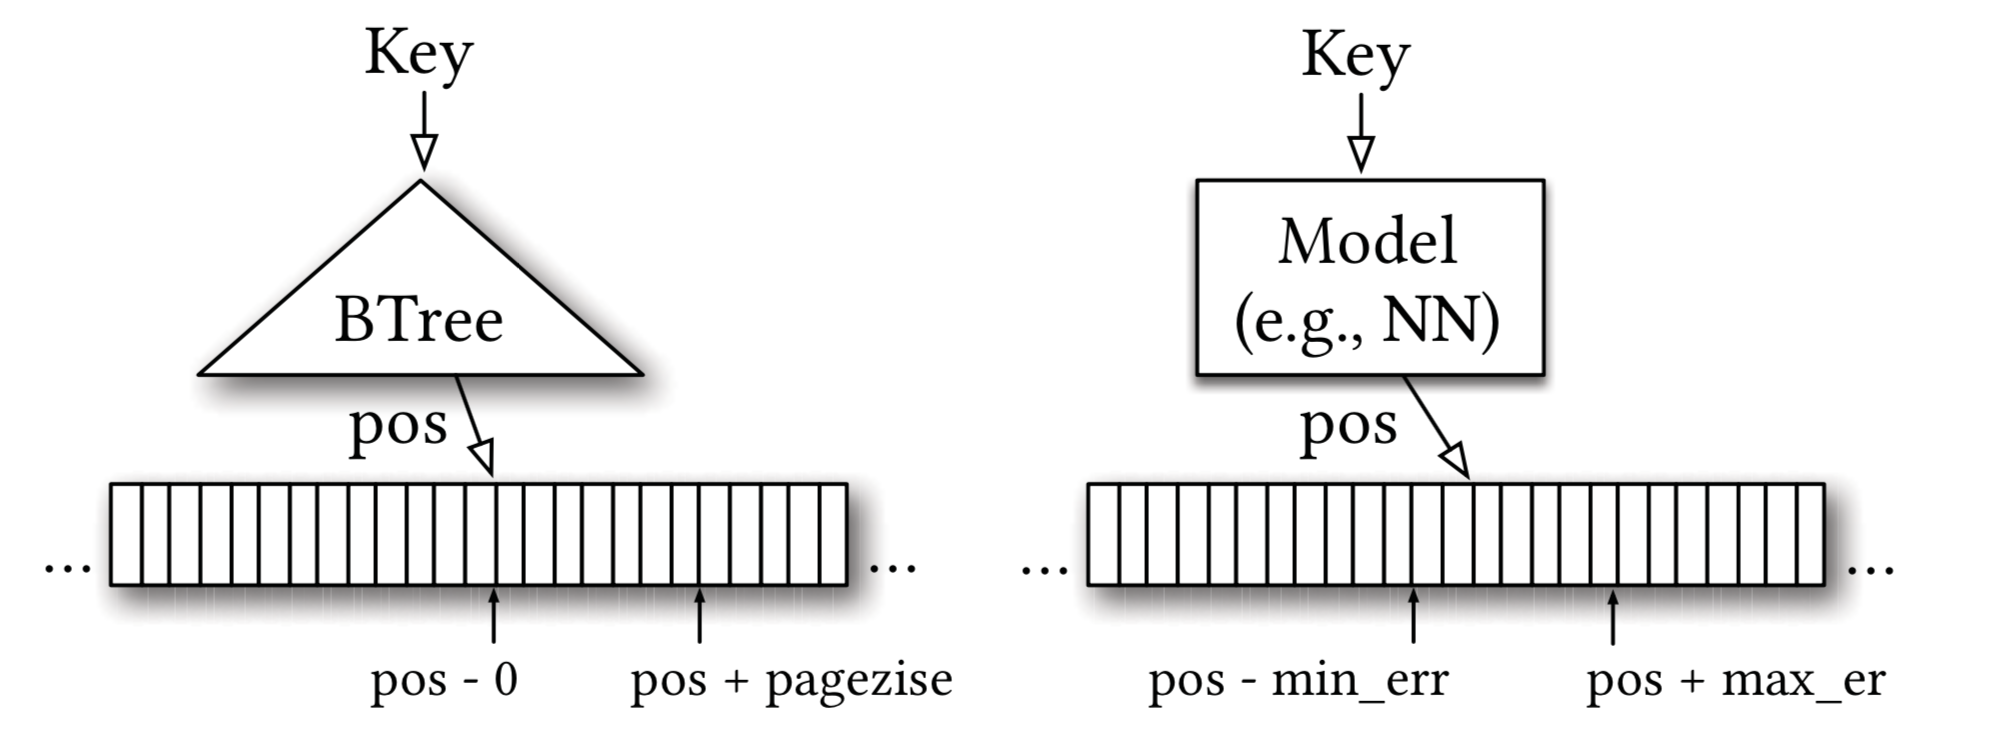 Key
BTree
pos
...
...
pos - 0
pos + pagezise
Key
Model
(e.g., NN)
pos
...
...
pos - min_err
pos + max_er